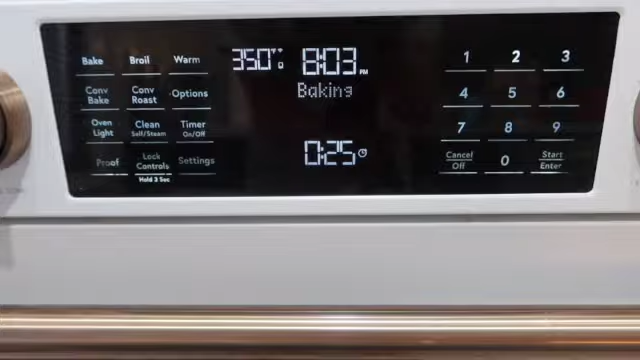 Bake Broil Warm
350°F 8:03 PM
1 2 3
Baking
Conv Bake
Conv Roast
Options
4 5 6
Oven Light
Clean Self/Steam
Timer On/Off
7 8 9
0:25
Proof
Lock Controls
Settings
Cancel Off
0
Start Enter
Hold 3 Sec